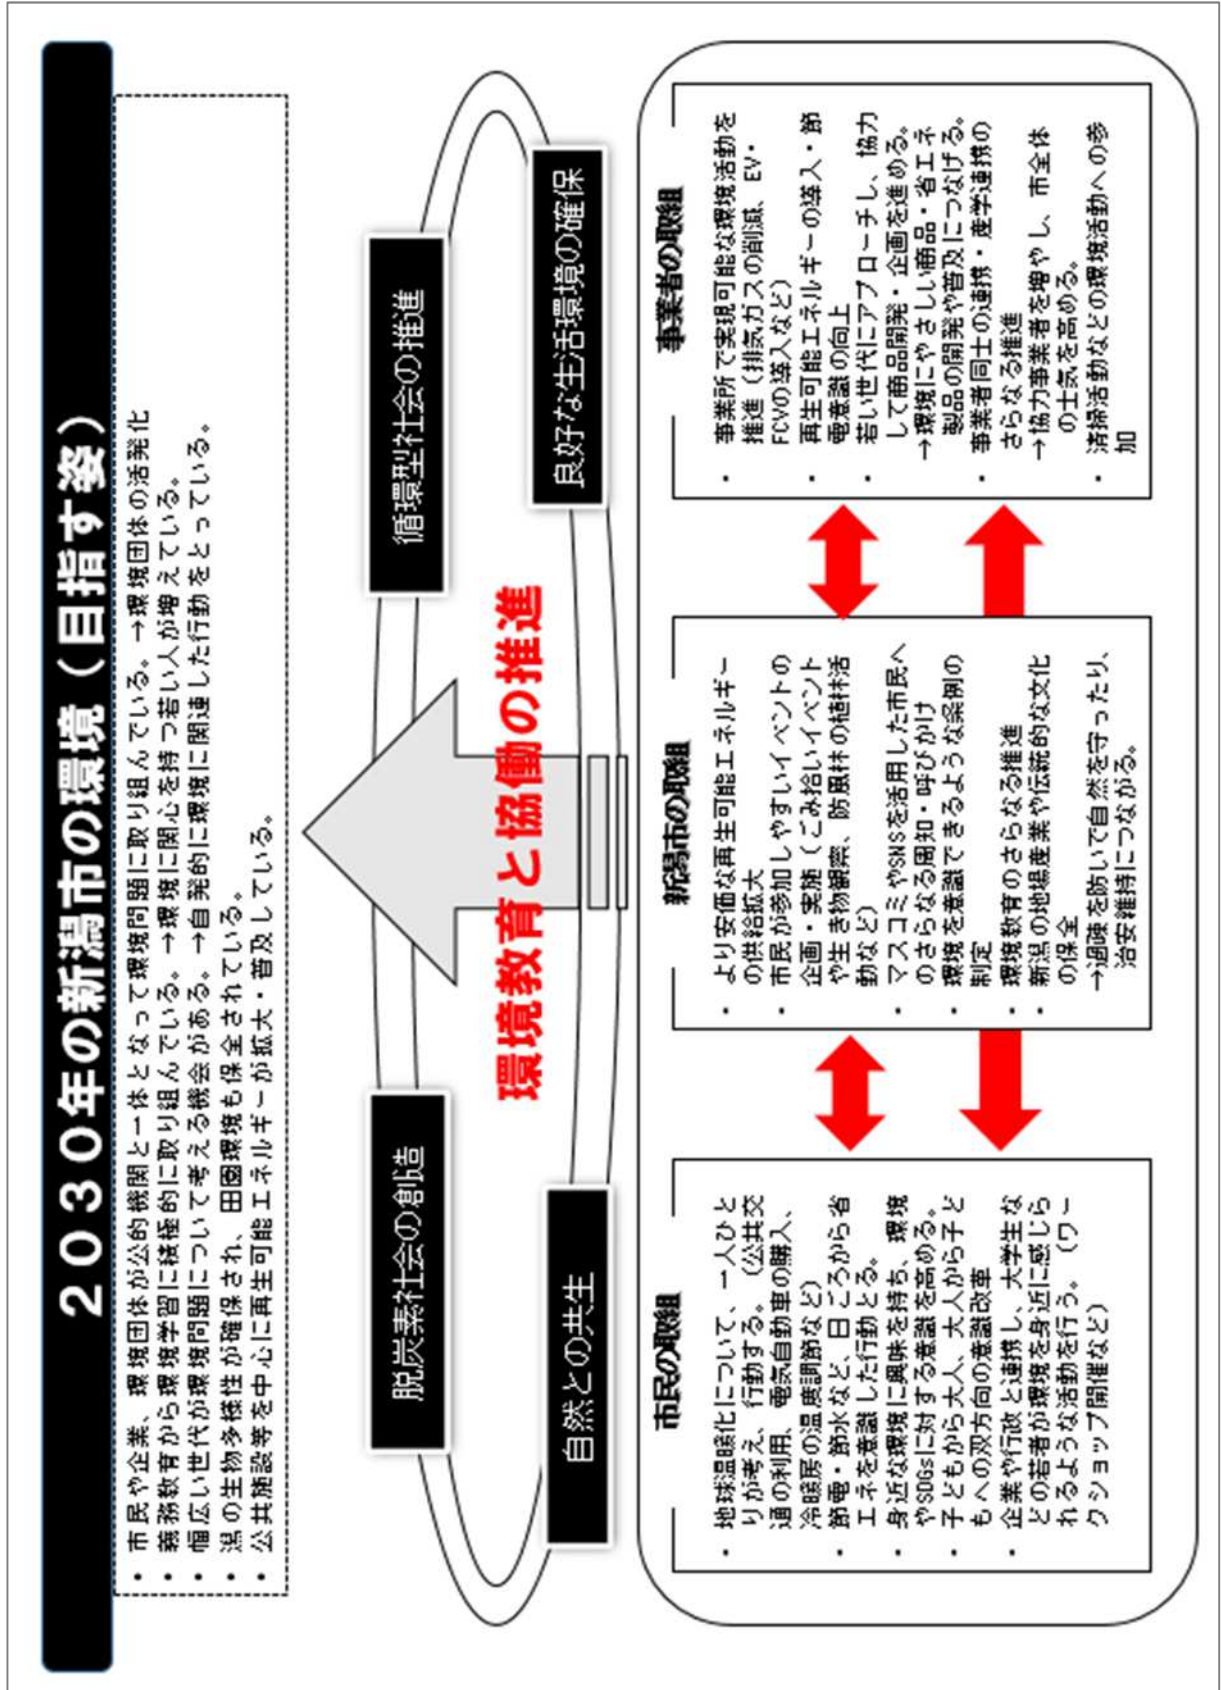 ２０３０年の新潟市の環境（目指す姿）
・ 市民や企業、環境団体が公的機関と一体となって環境問題に取り組んでいる。→環境団体の活発化
・ 義務教育から環境学習に積極的に取り組んでいる。→環境に関心を持つ若い人が増えている。
・ 幅広い世代が環境問題について考える機会がある。→自発的に環境に関連した行動をとっている。
・ 潟の生物多様性が確保され、田園環境も保全されている。
・ 公共施設等を中心に再生可能エネルギーが拡大・普及している。
脱炭素社会の創造
循環型社会の推進
環境教育と協働の推進
自然との共生
良好な生活環境の確保
市民の取組
・ 地球温暖化について、一人ひと
りが考え、行動する。（公共交
通の利用、電気自動車の購入、
冷暖房の温度調節など）
・ 節電・節水など、日ごろから省
エネを意識した行動とる。
・ 身近な環境に興味を持ち、環境
やSDGsに対する意識を高める。
・ 子どもから大人、大人から子ど
もへの双方向の意識改革
・ 企業や行政と連携し、大学生な
どの若者が環境を身近に感じら
れるような活動を行う。（ワー
クショップ開催など）
新潟市の取組
・ より安価な再生可能エネルギー
の供給拡大
・ 市民が参加しやすいイベントの
企画・実施（ごみ拾いイベント
や生き物観察、防風林の植林活
動など）
・ マスコミやSNSを活用した市民へ
のさらなる周知・呼びかけ
・ 環境を意識できるような条例の
制定
・ 環境教育のさらなる推進
・ 新潟の地場産業や伝統的な文化
の保全
→過疎を防いで自然を守ったり、
治安維持につながる。
事業者の取組
・ 事業所で実現可能な環境活動を
推進（排気ガスの削減、EV・
FCVの導入など）
・ 再生可能エネルギーの導入・節
電意識の向上
・ 若い世代にアプローチし、協力
して商品開発・企画を進める。
→環境にやさしい商品・省エネ
製品の開発や普及につなげる。
・ 事業者同士の連携・産学連携の
さらなる推進
→協力事業者を増やし、市全体
の士気を高める。
・ 清掃活動などの環境活動への参
加